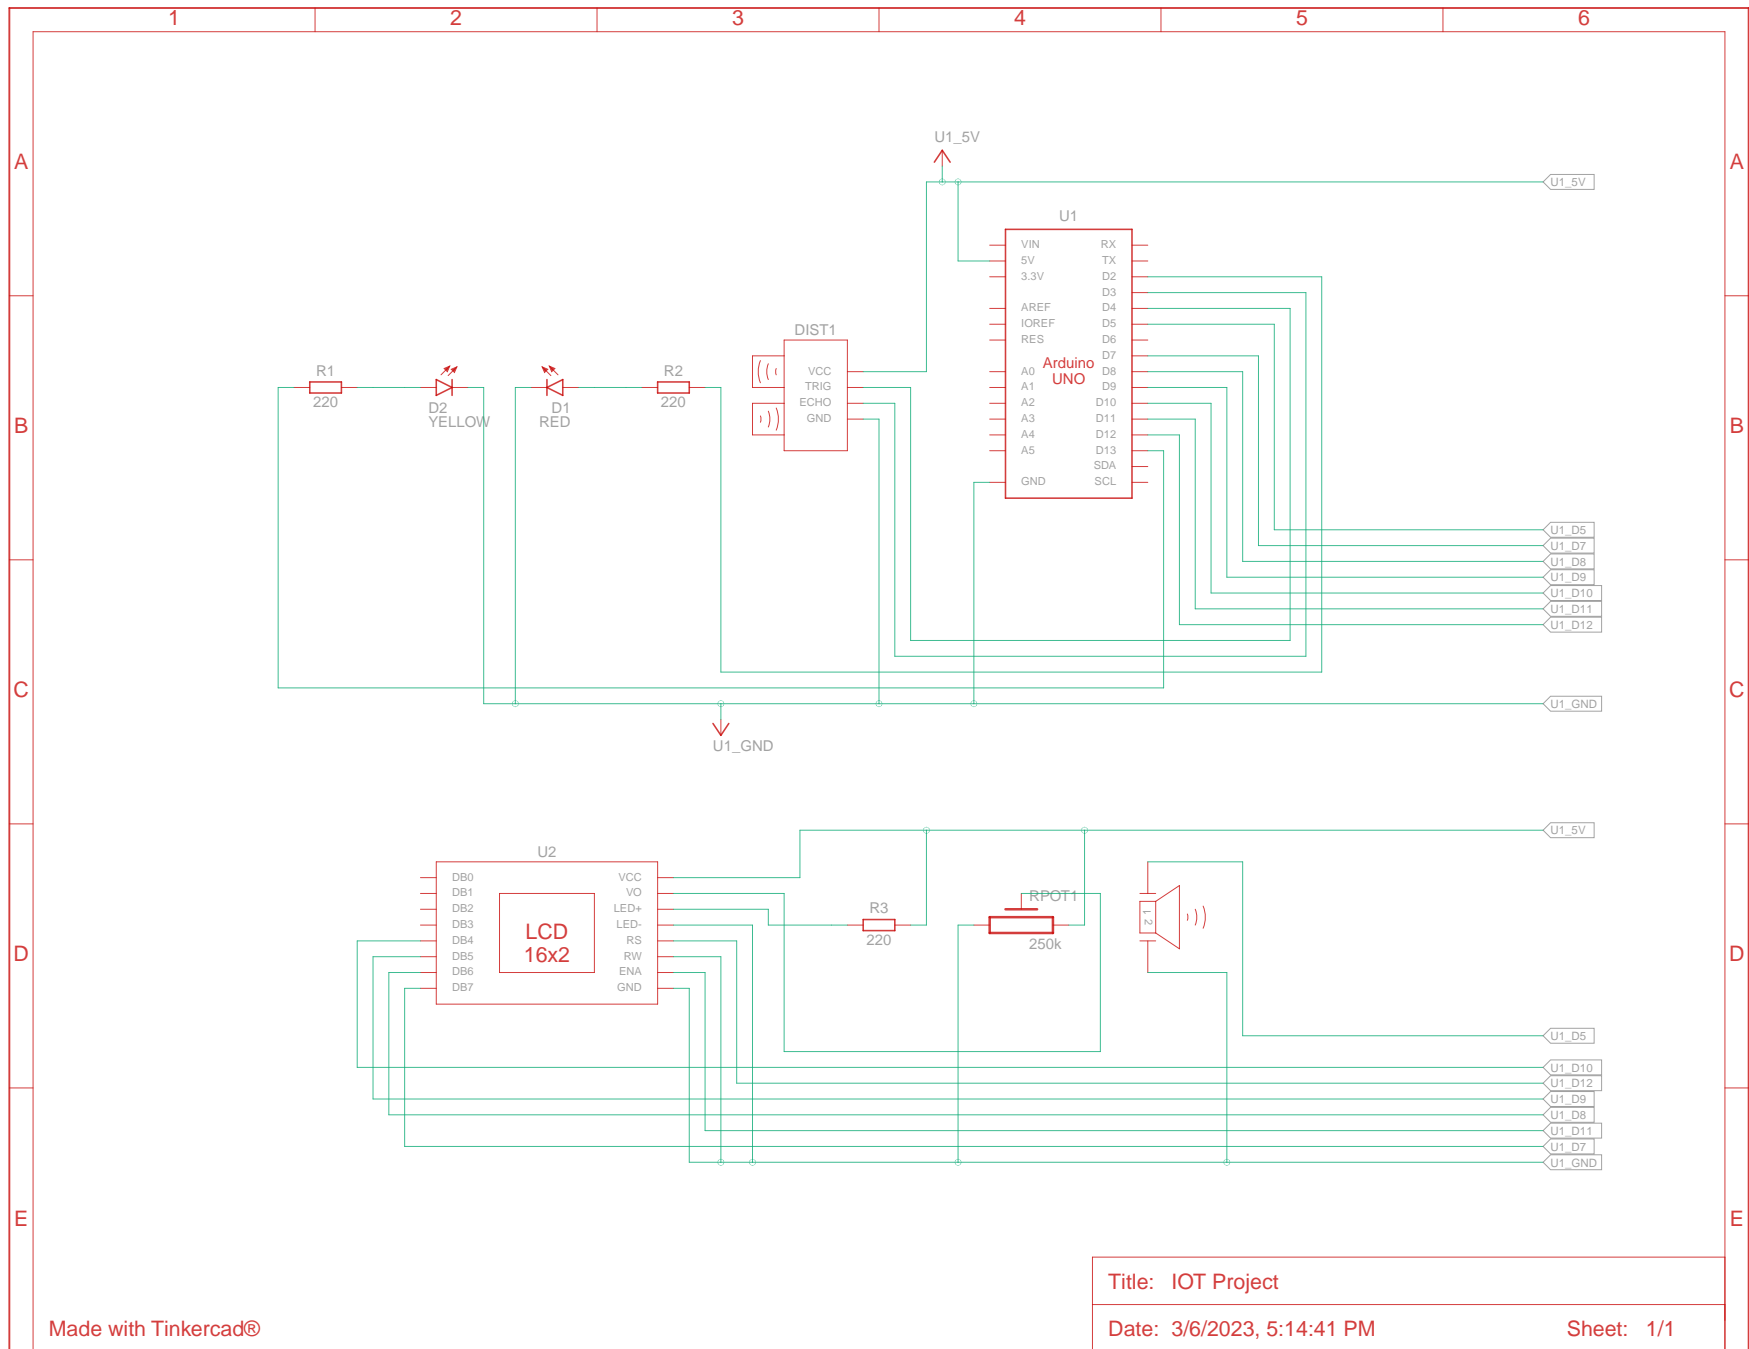 1 2 3 4 5 6
A A
B B
C C
D D
E E
U1_5V
U1_5V
U1
VIN RX
5V TX
3.3V D2
D3
AREF D4
IOREF D5
RES D6
D7
A0 D8
A1 D9
A2 D10
A3 D11
A4 D12
A5 D13
SDA
GND SCL
Arduino
UNO
DIST1
VCC
TRIG
ECHO
GND
R1
220
D2
YELLOW
D1
RED
R2
220
U1_D5
U1_D7
U1_D8
U1_D9
U1_D10
U1_D11
U1_D12
U1_GND
U1_GND
U1_5V
U2
DB0 VCC
DB1 VO
DB2 LED+
DB3 LED-
DB4 RS
DB5 RW
DB6 ENA
DB7 GND
LCD
16x2
R3
220
RPOT1
250k
1 2
U1_D5
U1_D10
U1_D12
U1_D9
U1_D8
U1_D11
U1_D7
U1_GND
Title: IOT Project
Made with Tinkercad®
Date: 3/6/2023, 5:14:41 PM Sheet: 1/1